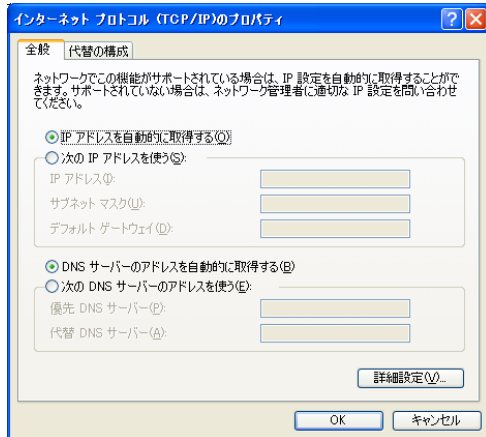 インターネット プロトコル (TCP/IP)のプロパティ
全般
代替の構成
ネットワークでこの機能がサポートされている場合は、IP 設定を自動的に取得することがで
きます。サポートされていない場合は、ネットワーク管理者に適切な IP 設定を問い合わせ
てください。
IP アドレスを自動的に取得する(O)
次の IP アドレスを使う(S):
IP アドレス(I):
サブネット マスク(U):
デフォルト ゲートウェイ(D):
DNS サーバーのアドレスを自動的に取得する(B)
次の DNS サーバーのアドレスを使う(E):
優先 DNS サーバー(P):
代替 DNS サーバー(A):
詳細設定(V)...
OK
キャンセル